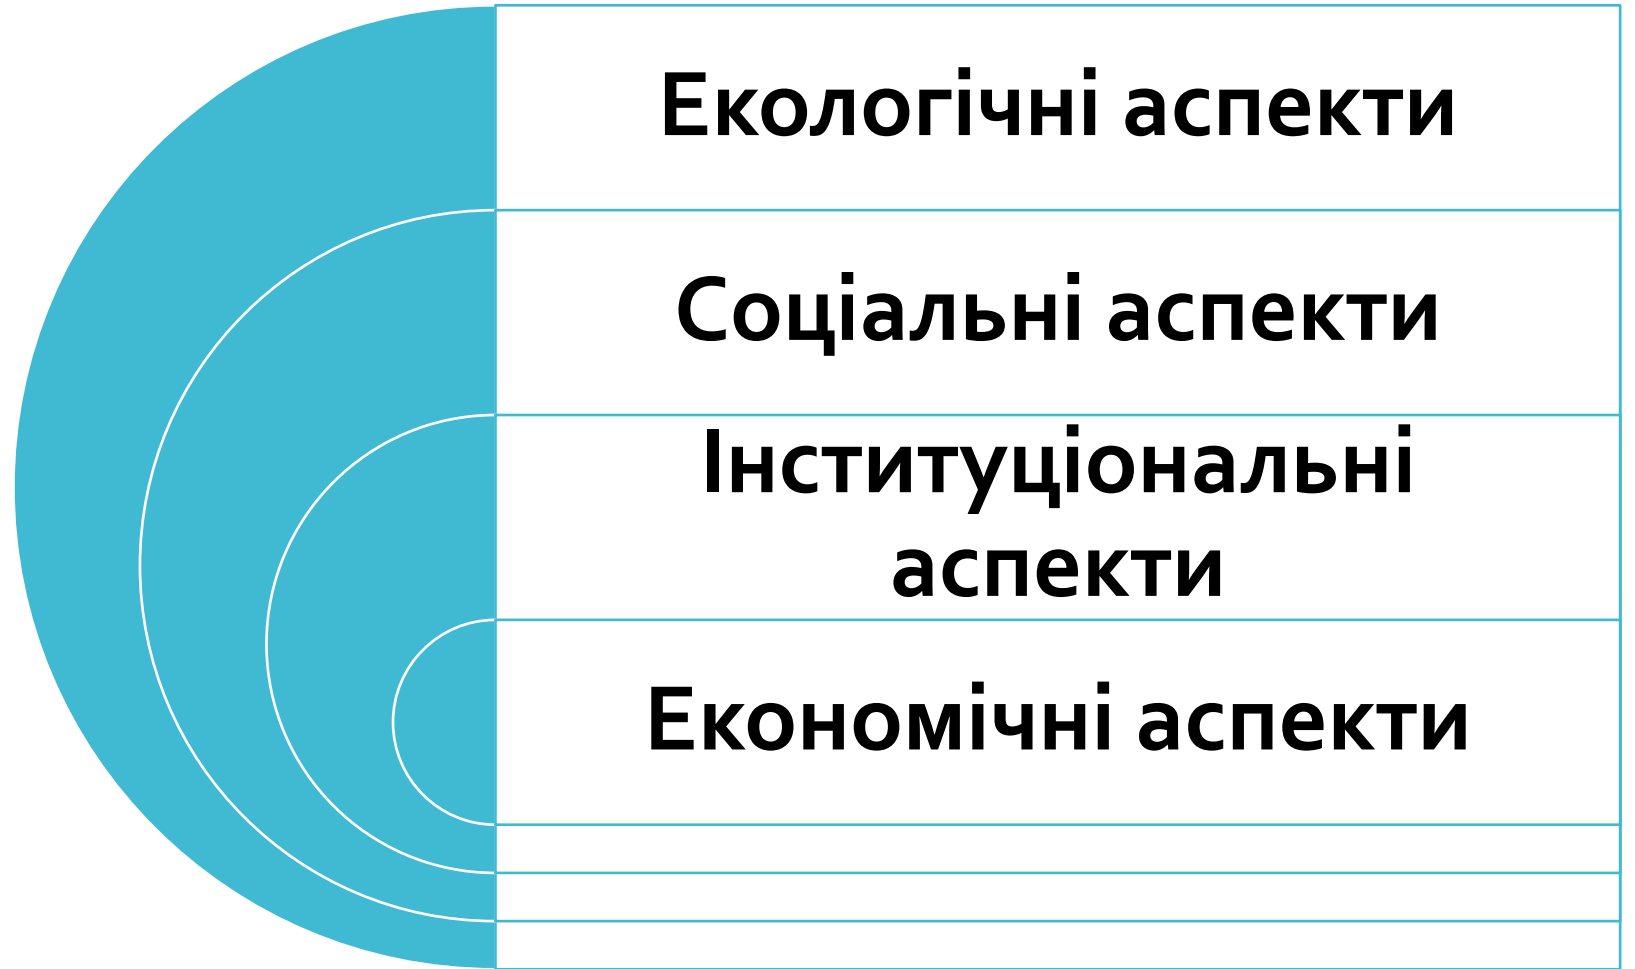 Екологічні аспекти
Соціальні аспекти
Інституціональні
аспекти
Економічні аспекти